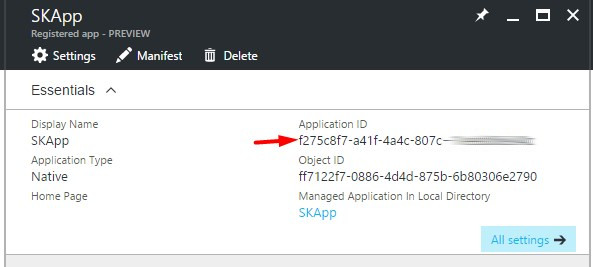 SKApp
Registered app - PREVIEW
Settings Manifest Delete
Essentials
Display Name
SKApp
Application Type
Native
Home Page
Application ID
f275c8f7-a41f-4a4c-807c-
Object ID
ff7122f7-0886-4d4d-875b-6b80306e2790
Managed Application In Local Directory
SKApp
All settings